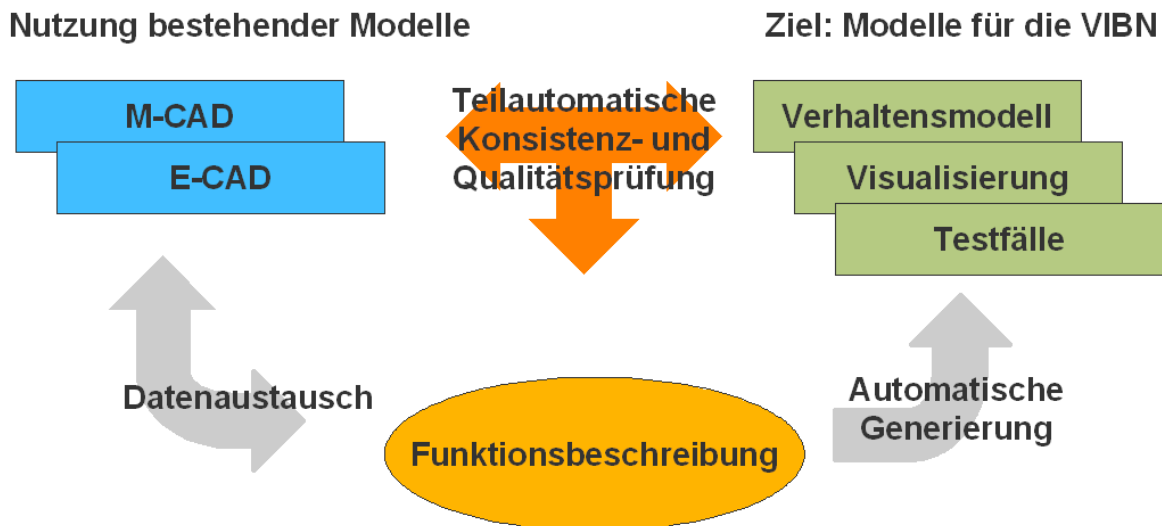 Nutzung bestehender Modelle
Ziel: Modelle für die VIBN
M-CAD
E-CAD
Teilautomatische
Konsistenz- und
Qualitätsprüfung
Verhaltensmodell
Visualisierung
Testfälle
Datenaustausch
Funktionsbeschreibung
Automatische
Generierung